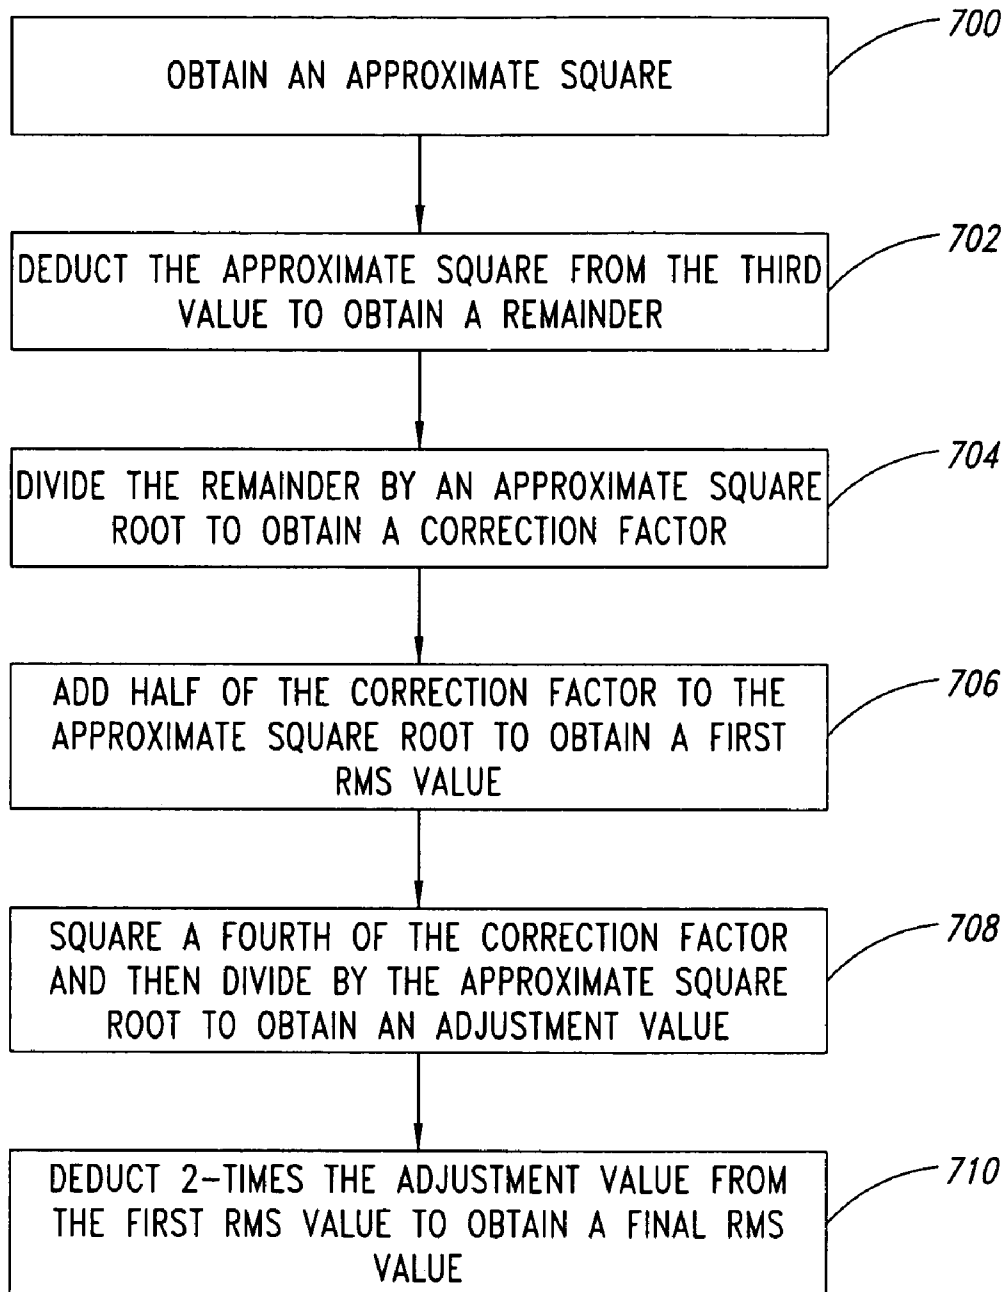 700
OBTAIN AN APPROXIMATE SQUARE
702
DEDUCT THE APPROXIMATE SQUARE FROM THE THIRD
VALUE TO OBTAIN A REMAINDER
704
DIVIDE THE REMAINDER BY AN APPROXIMATE SQUARE
ROOT TO OBTAIN A CORRECTION FACTOR
706
ADD HALF OF THE CORRECTION FACTOR TO THE
APPROXIMATE SQUARE ROOT TO OBTAIN A FIRST
RMS VALUE
708
SQUARE A FOURTH OF THE CORRECTION FACTOR
AND THEN DIVIDE BY THE APPROXIMATE SQUARE
ROOT TO OBTAIN AN ADJUSTMENT VALUE
710
DEDUCT 2-TIMES THE ADJUSTMENT VALUE FROM
THE FIRST RMS VALUE TO OBTAIN A FINAL RMS
VALUE